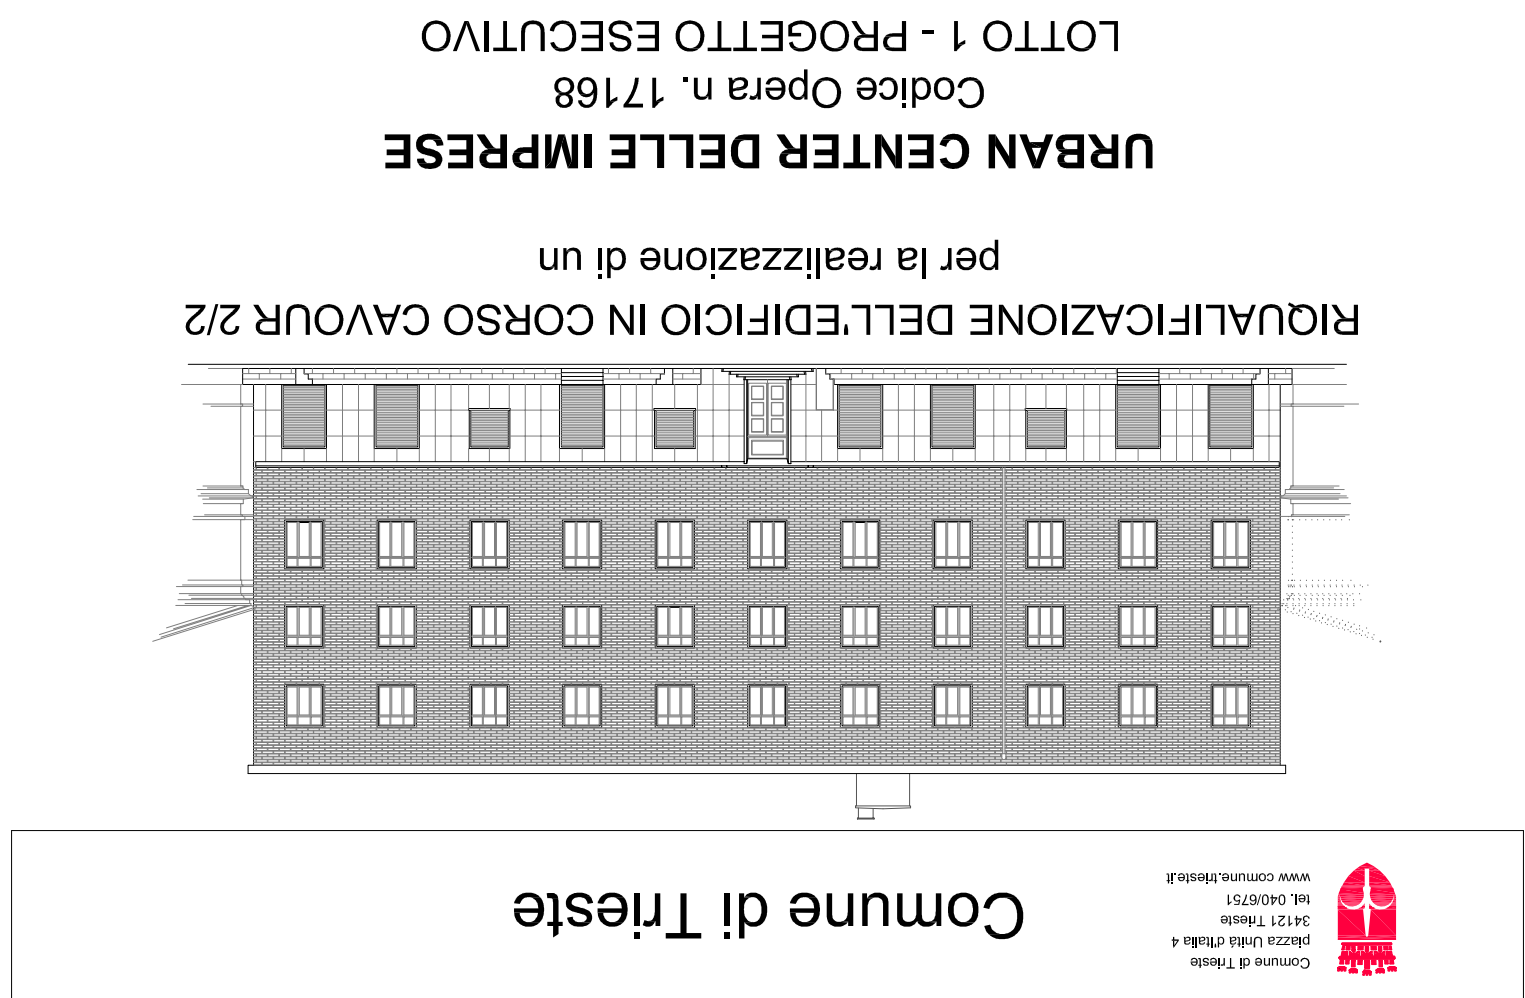 Comune di Trieste
piazza Unitá d'Italia 4
34121 Trieste
tel. 040/6751
www comune.trieste.it
Comune di Trieste
RIQUALIFICAZIONE DELL'EDIFICIO IN CORSO CAVOUR 2/2
per la realizzazione di un
URBAN CENTER DELLE IMPRESE
Codice Opera n. 17168
LOTTO 1 - PROGETTO ESECUTIVO